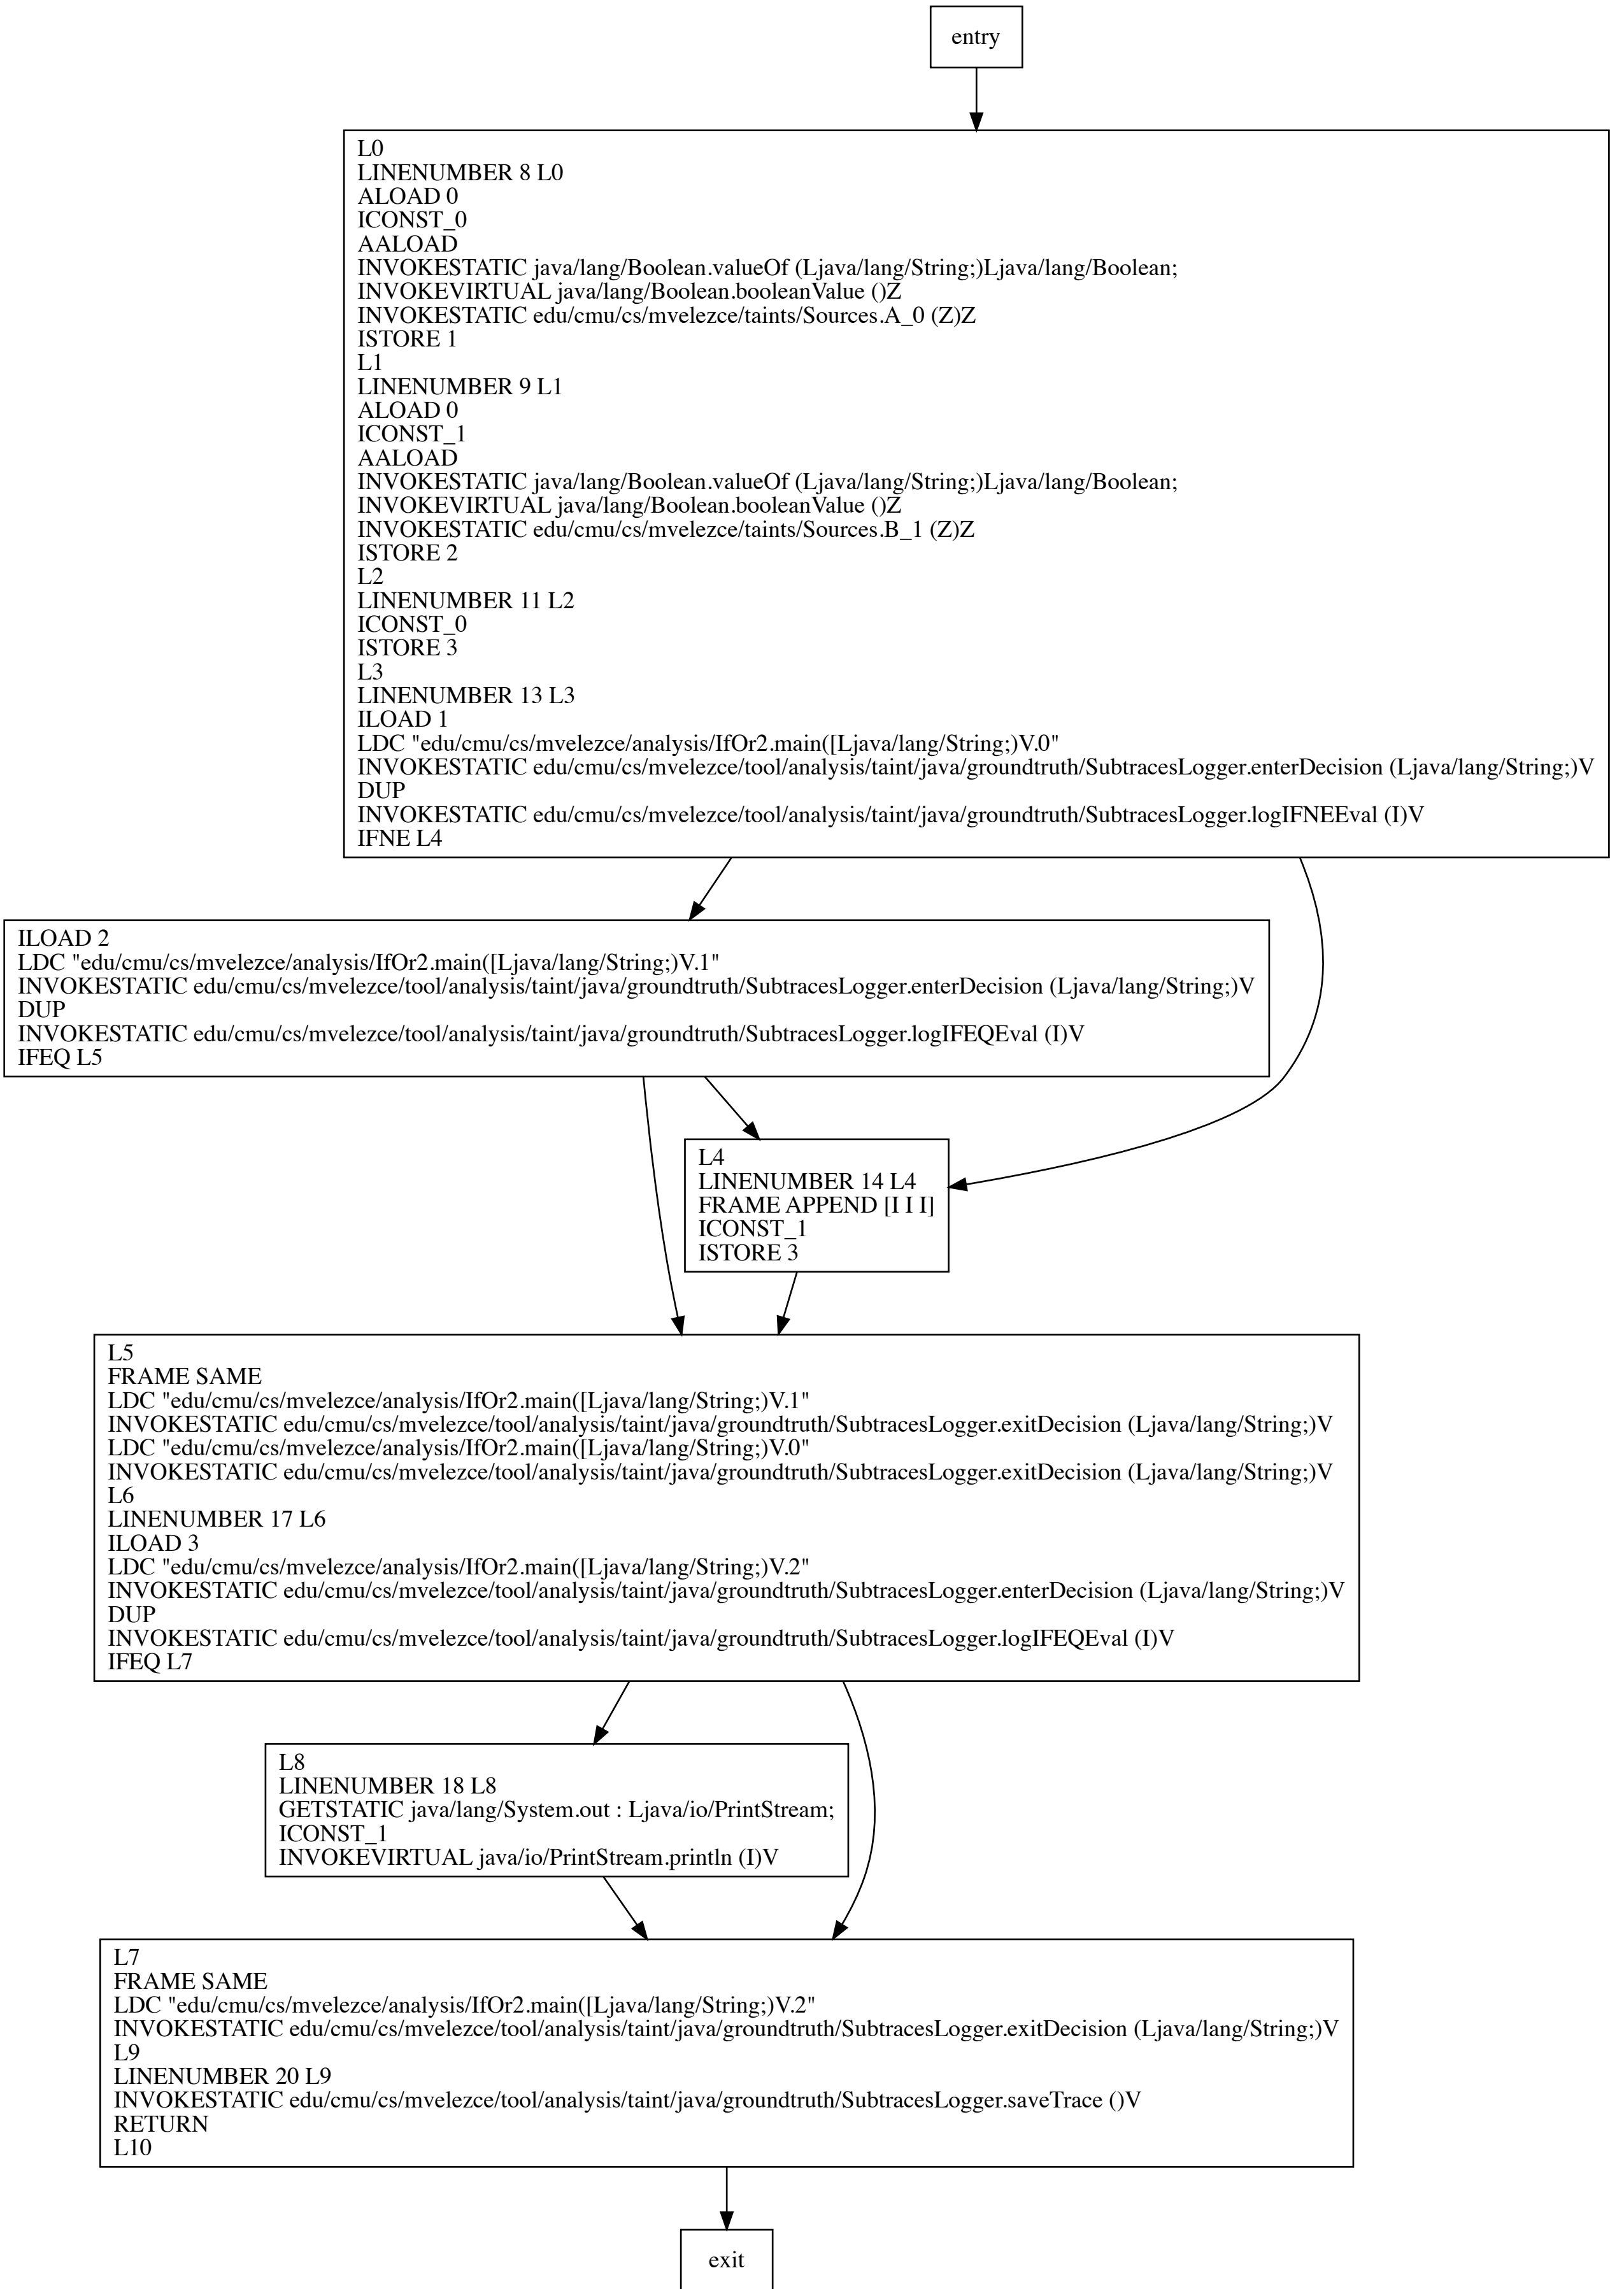 entry
L0
LINENUMBER 8 L0
ALOAD 0
ICONST_0
AALOAD
INVOKESTATIC java/lang/Boolean.valueOf (Ljava/lang/String;)Ljava/lang/Boolean;
INVOKEVIRTUAL java/lang/Boolean.booleanValue ()Z
INVOKESTATIC edu/cmu/cs/mvelezce/taints/Sources.A_0 (Z)Z
ISTORE 1
L1
LINENUMBER 9 L1
ALOAD 0
ICONST_1
AALOAD
INVOKESTATIC java/lang/Boolean.valueOf (Ljava/lang/String;)Ljava/lang/Boolean;
INVOKEVIRTUAL java/lang/Boolean.booleanValue ()Z
INVOKESTATIC edu/cmu/cs/mvelezce/taints/Sources.B_1 (Z)Z
ISTORE 2
L2
LINENUMBER 11 L2
ICONST_0
ISTORE 3
L3
LINENUMBER 13 L3
ILOAD 1
LDC "edu/cmu/cs/mvelezce/analysis/IfOr2.main([Ljava/lang/String;)V.0"
INVOKESTATIC edu/cmu/cs/mvelezce/tool/analysis/taint/java/groundtruth/SubtracesLogger.enterDecision (Ljava/lang/String;)V
DUP
INVOKESTATIC edu/cmu/cs/mvelezce/tool/analysis/taint/java/groundtruth/SubtracesLogger.logIFNEEval (I)V
IFNE L4
ILOAD 2
LDC "edu/cmu/cs/mvelezce/analysis/IfOr2.main([Ljava/lang/String;)V.1"
INVOKESTATIC edu/cmu/cs/mvelezce/tool/analysis/taint/java/groundtruth/SubtracesLogger.enterDecision (Ljava/lang/String;)V
DUP
INVOKESTATIC edu/cmu/cs/mvelezce/tool/analysis/taint/java/groundtruth/SubtracesLogger.logIFEQEval (I)V
IFEQ L5
L4
LINENUMBER 14 L4
FRAME APPEND [I I I]
ICONST_1
ISTORE 3
L5
FRAME SAME
LDC "edu/cmu/cs/mvelezce/analysis/IfOr2.main([Ljava/lang/String;)V.1"
INVOKESTATIC edu/cmu/cs/mvelezce/tool/analysis/taint/java/groundtruth/SubtracesLogger.exitDecision (Ljava/lang/String;)V
LDC "edu/cmu/cs/mvelezce/analysis/IfOr2.main([Ljava/lang/String;)V.0"
INVOKESTATIC edu/cmu/cs/mvelezce/tool/analysis/taint/java/groundtruth/SubtracesLogger.exitDecision (Ljava/lang/String;)V
L6
LINENUMBER 17 L6
ILOAD 3
LDC "edu/cmu/cs/mvelezce/analysis/IfOr2.main([Ljava/lang/String;)V.2"
INVOKESTATIC edu/cmu/cs/mvelezce/tool/analysis/taint/java/groundtruth/SubtracesLogger.enterDecision (Ljava/lang/String;)V
DUP
INVOKESTATIC edu/cmu/cs/mvelezce/tool/analysis/taint/java/groundtruth/SubtracesLogger.logIFEQEval (I)V
IFEQ L7
L8
LINENUMBER 18 L8
GETSTATIC java/lang/System.out : Ljava/io/PrintStream;
ICONST_1
INVOKEVIRTUAL java/io/PrintStream.println (I)V
L7
FRAME SAME
LDC "edu/cmu/cs/mvelezce/analysis/IfOr2.main([Ljava/lang/String;)V.2"
INVOKESTATIC edu/cmu/cs/mvelezce/tool/analysis/taint/java/groundtruth/SubtracesLogger.exitDecision (Ljava/lang/String;)V
L9
LINENUMBER 20 L9
INVOKESTATIC edu/cmu/cs/mvelezce/tool/analysis/taint/java/groundtruth/SubtracesLogger.saveTrace ()V
RETURN
L10
exit